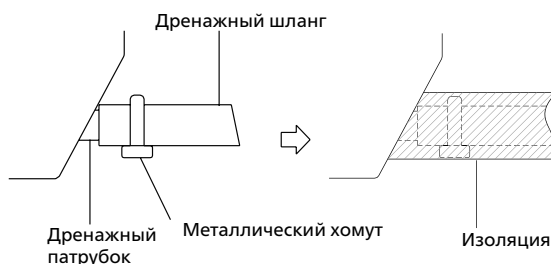 Дренажный шланг
Металлический хомут
Дренажный
патрубок
Изоляция